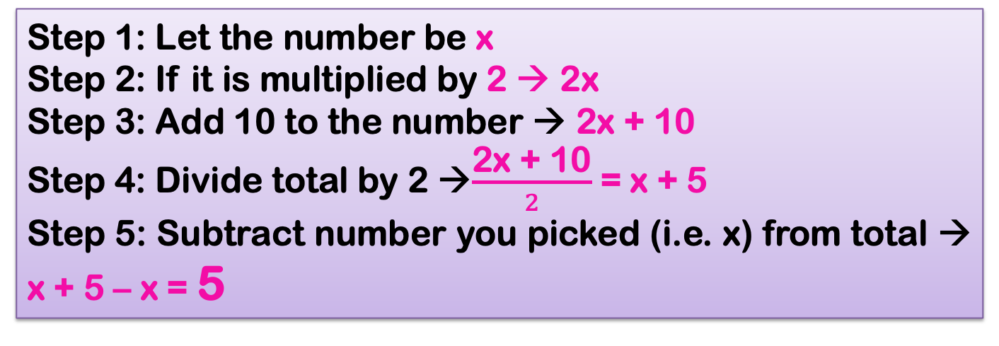 Step 1: Let the number be x
Step 2: If it is multiplied by 2 → 2x
Step 3: Add 10 to the number → 2x + 10
Step 4: Divide total by 2 → (2x + 10)/2 = x + 5
Step 5: Subtract number you picked (i.e. x) from total →
x + 5 – x = 5